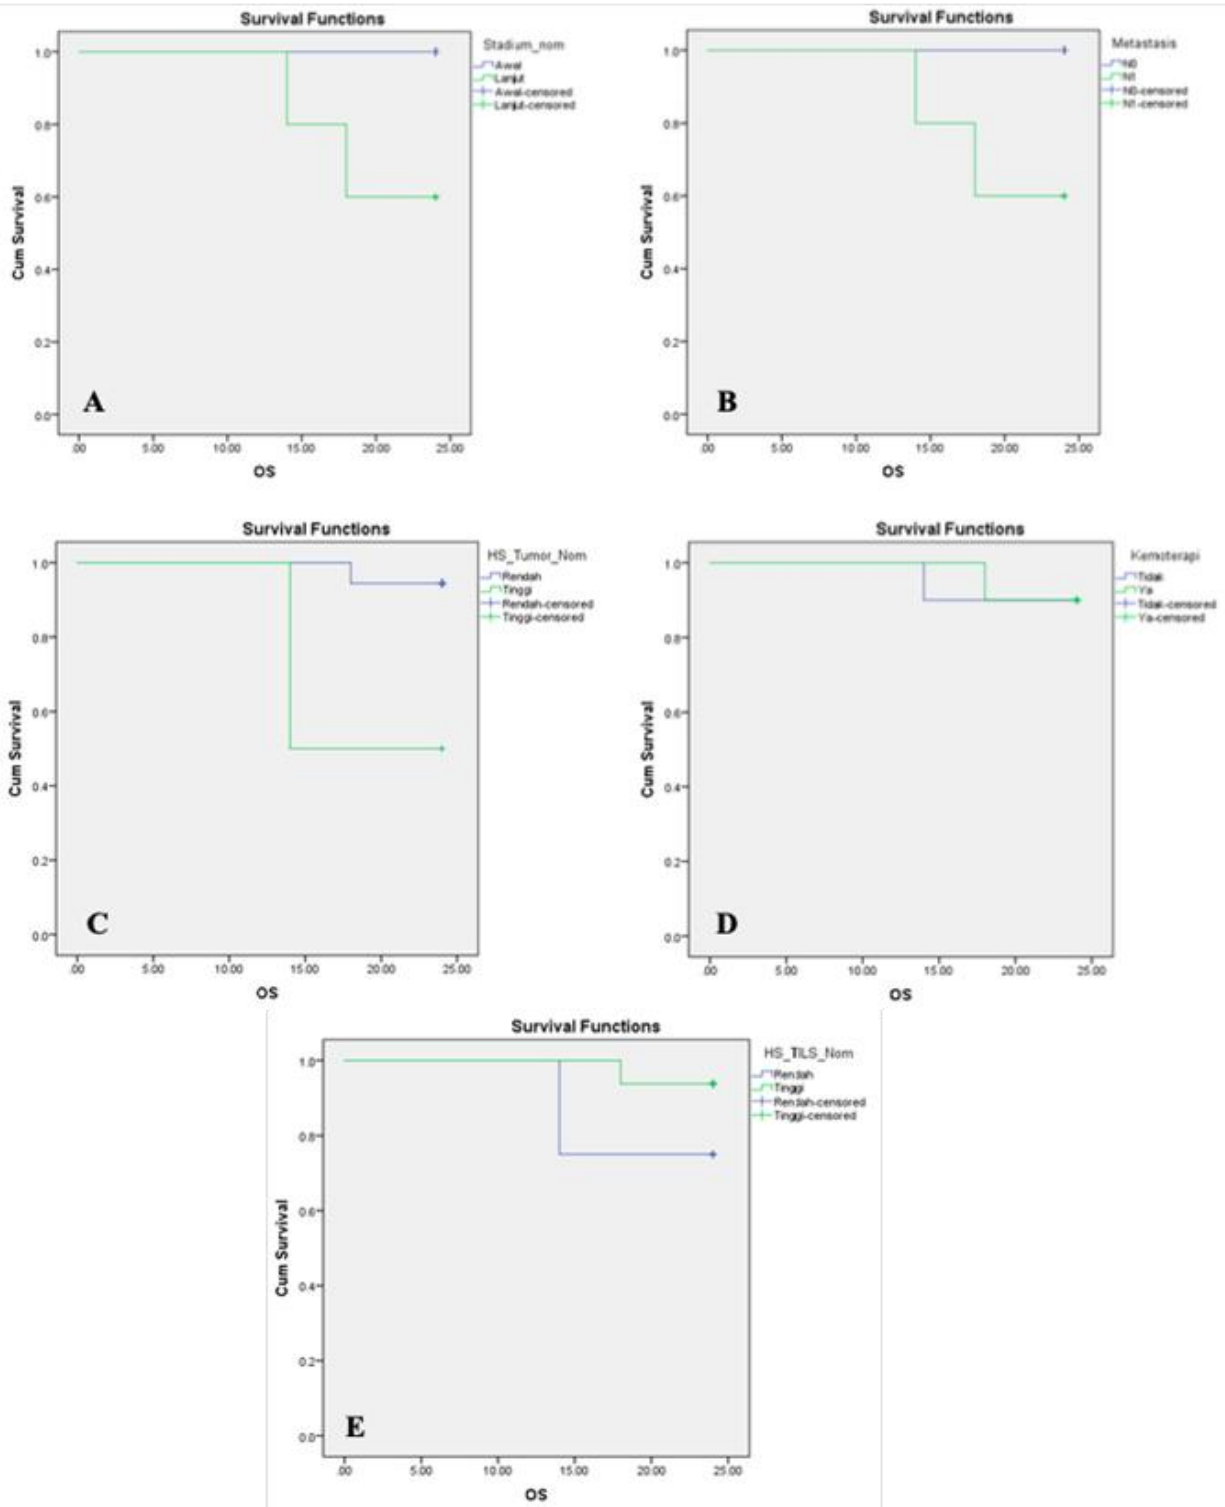 Survival Functions
Stadium_nom
Awal
Lanjut
Awal-censored
Lanjut-censored
1.0
0.8
0.6
0.4
0.2
0.0
Cum Survival
A
.00 5.00 10.00 15.00 20.00 25.00
OS
Survival Functions
Metastasis
N0
N1
N0-censored
N1-censored
1.0
0.8
0.6
0.4
0.2
0.0
Cum Survival
B
.00 5.00 10.00 15.00 20.00 25.00
OS
Survival Functions
HS_Tumor_Nom
Rendah
Tinggi
Rendah-censored
Tinggi-censored
1.0
0.8
0.6
0.4
0.2
0.0
Cum Survival
C
.00 5.00 10.00 15.00 20.00 25.00
OS
Survival Functions
Kemoterapi
Tidak
Ya
Tidak-censored
Ya-censored
1.0
0.8
0.6
0.4
0.2
0.0
Cum Survival
D
.00 5.00 10.00 15.00 20.00 25.00
OS
Survival Functions
HS_TILS_Nom
Rendah
Tinggi
Rendah-censored
Tinggi-censored
1.0
0.8
0.6
0.4
0.2
0.0
Cum Survival
E
.00 5.00 10.00 15.00 20.00 25.00
OS